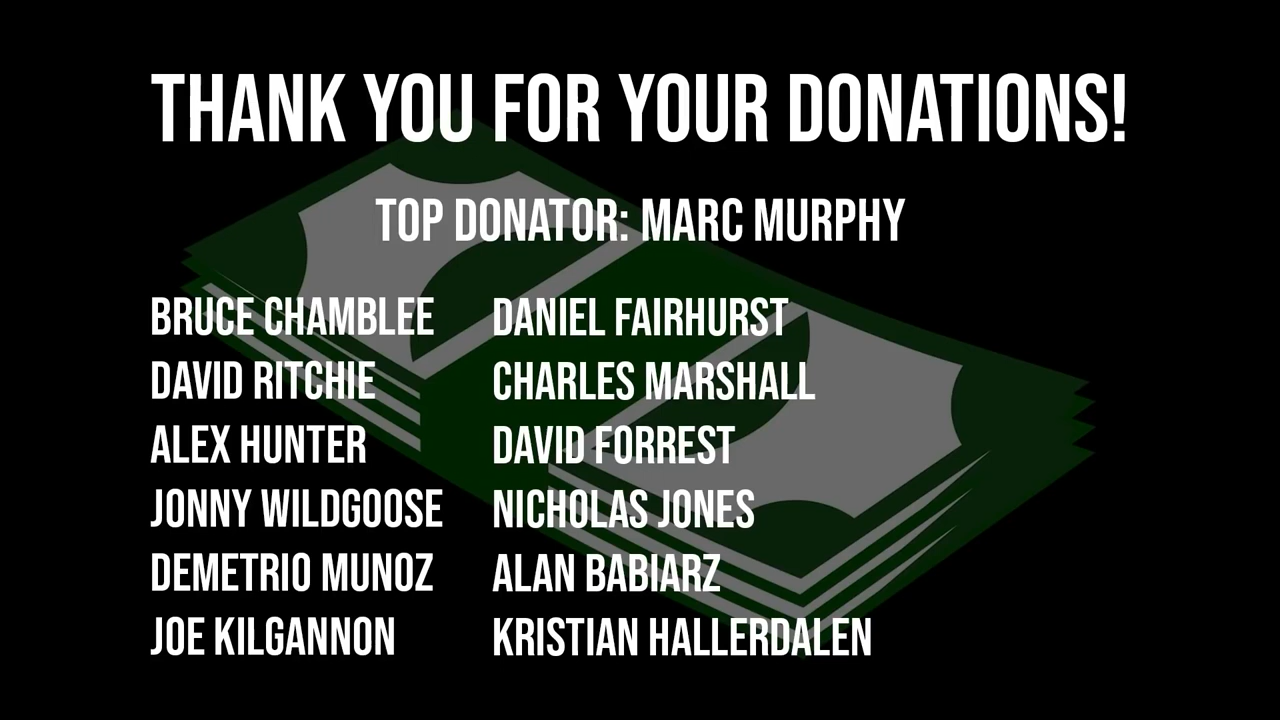 THANK YOU FOR YOUR DONATIONS!
TOP DONATOR: MARC MURPHY
BRUCE CHAMBLEE
DAVID RITCHIE
ALEX HUNTER
JONNY WILDGOOSE
DEMETRIO MUNOZ
JOE KILGANNON
DANIEL FAIRHURST
CHARLES MARSHALL
DAVID FORREST
NICHOLAS JONES
ALAN BABIARZ
KRISTIAN HALLERDALEN